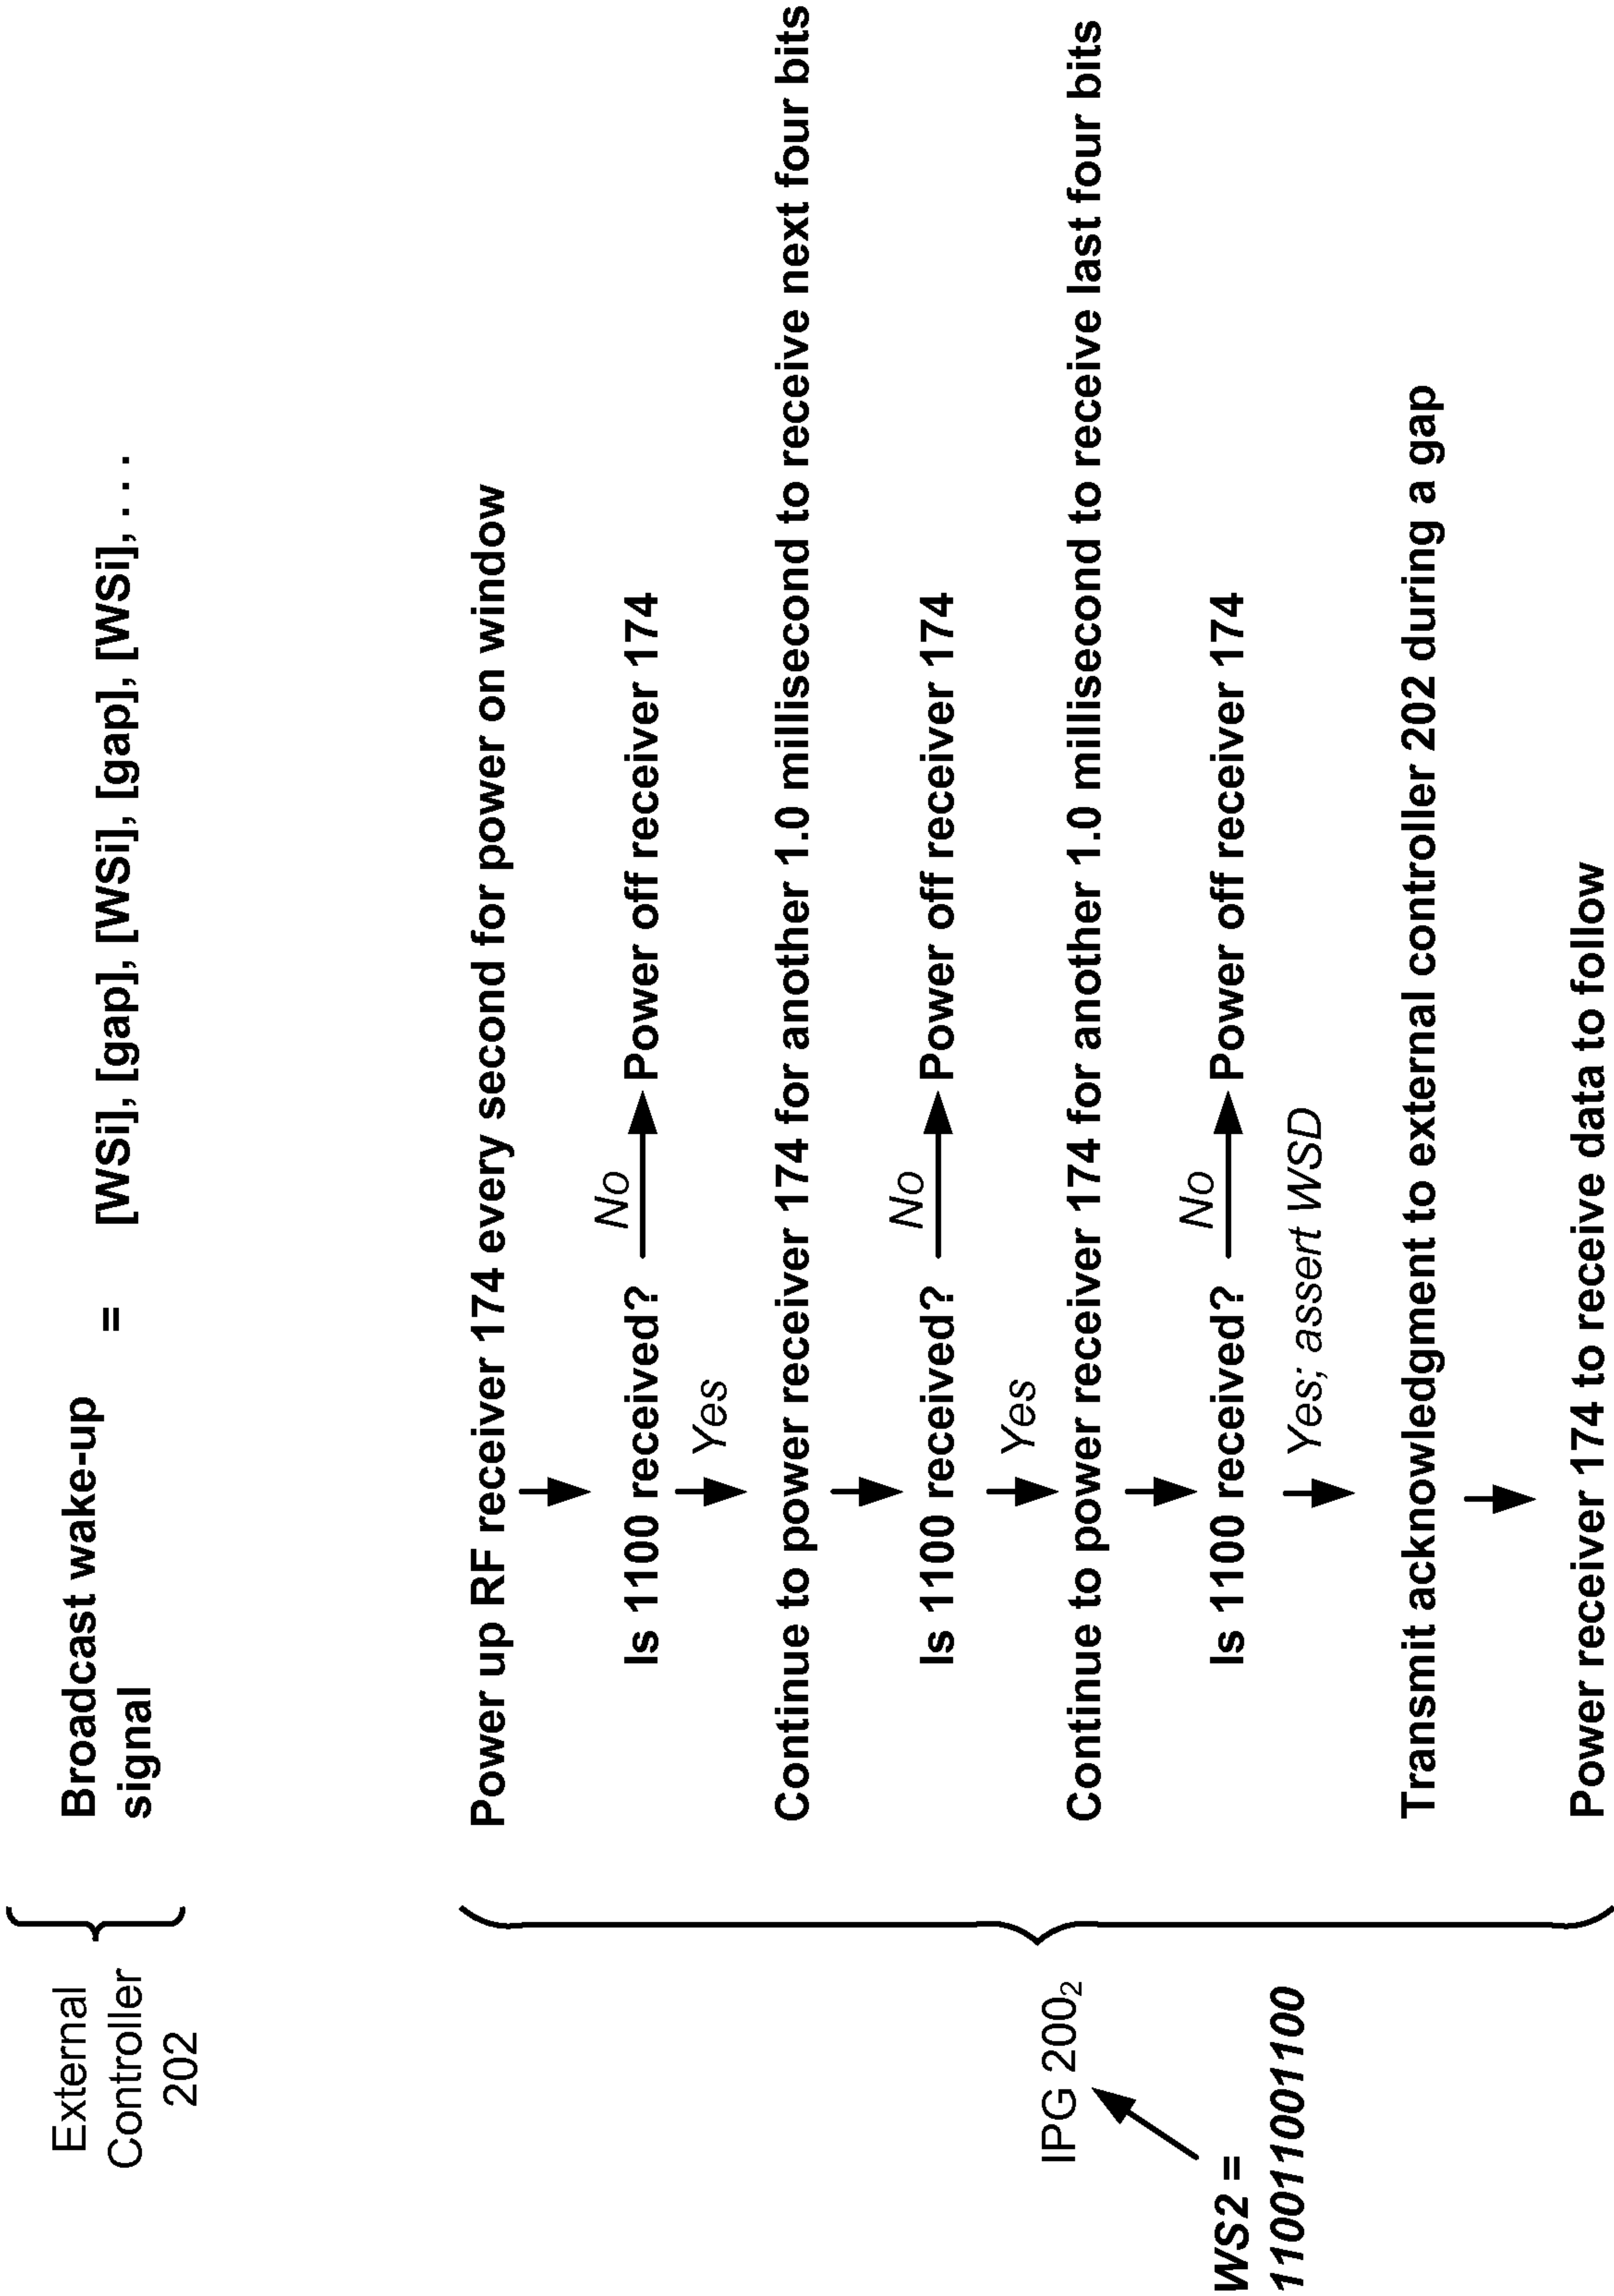 External
Controller
202
Broadcast wake-up
signal
=
[WSi], [gap], [WSi], [gap], [WSi], . . .
IPG 200₂
WS2 =
110011001100
Power up RF receiver 174 every second for power on window
Is 1100 received?
No
Power off receiver 174
Yes
Continue to power receiver 174 for another 1.0 millisecond to receive next four bits
Is 1100 received?
No
Power off receiver 174
Yes
Continue to power receiver 174 for another 1.0 millisecond to receive last four bits
Is 1100 received?
No
Power off receiver 174
Yes; assert WSD
Transmit acknowledgment to external controller 202 during a gap
Power receiver 174 to receive data to follow